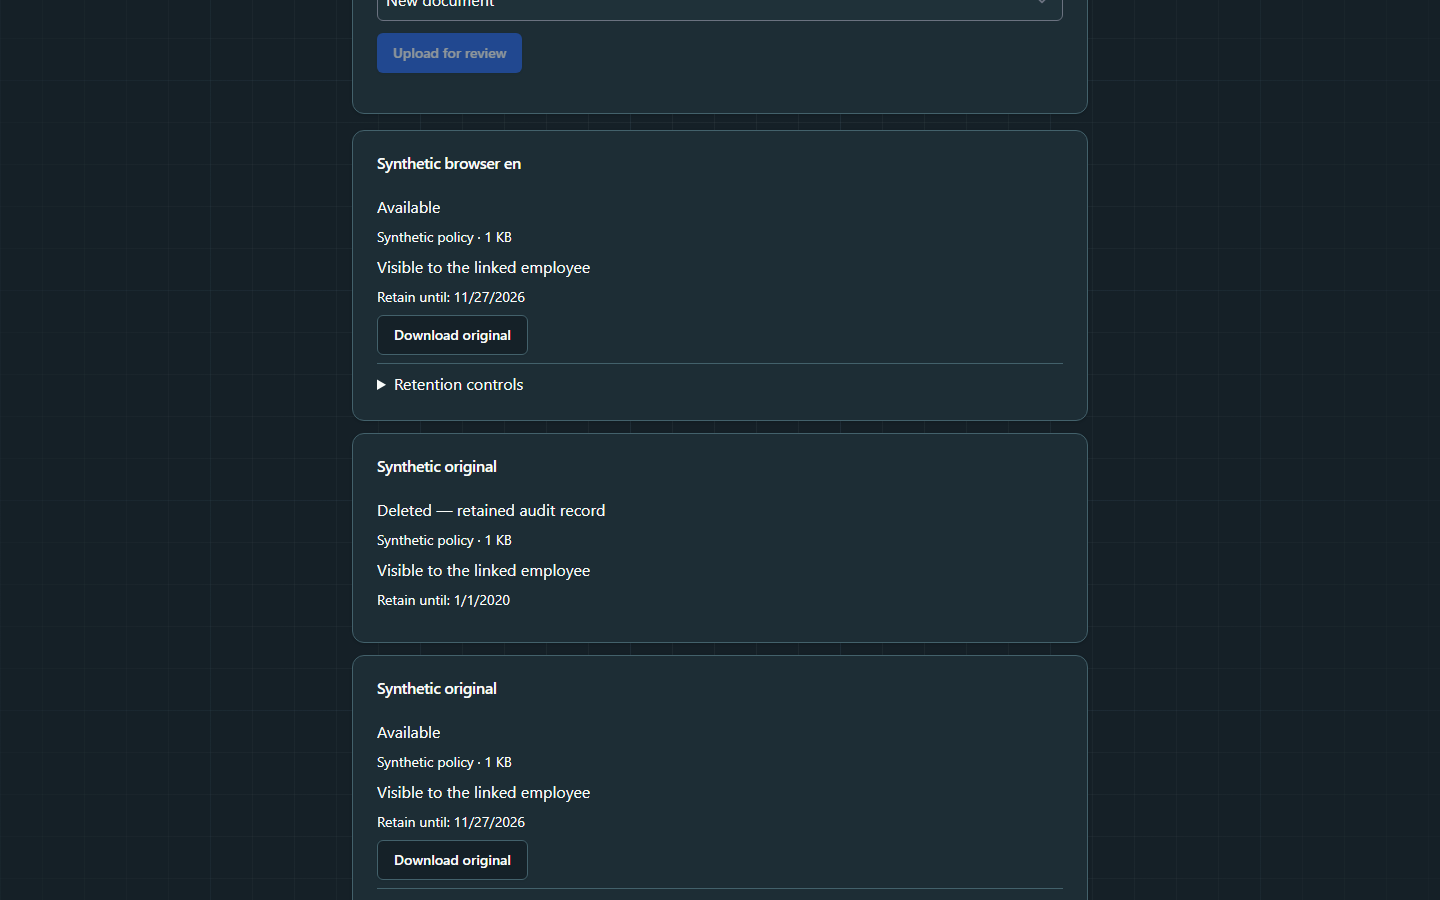 New document
Upload for review
Synthetic browser en
Available
Synthetic policy · 1 KB
Visible to the linked employee
Retain until: 11/27/2026
Download original
Retention controls
Synthetic original
Deleted — retained audit record
Synthetic policy · 1 KB
Visible to the linked employee
Retain until: 1/1/2020
Synthetic original
Available
Synthetic policy · 1 KB
Visible to the linked employee
Retain until: 11/27/2026
Download original